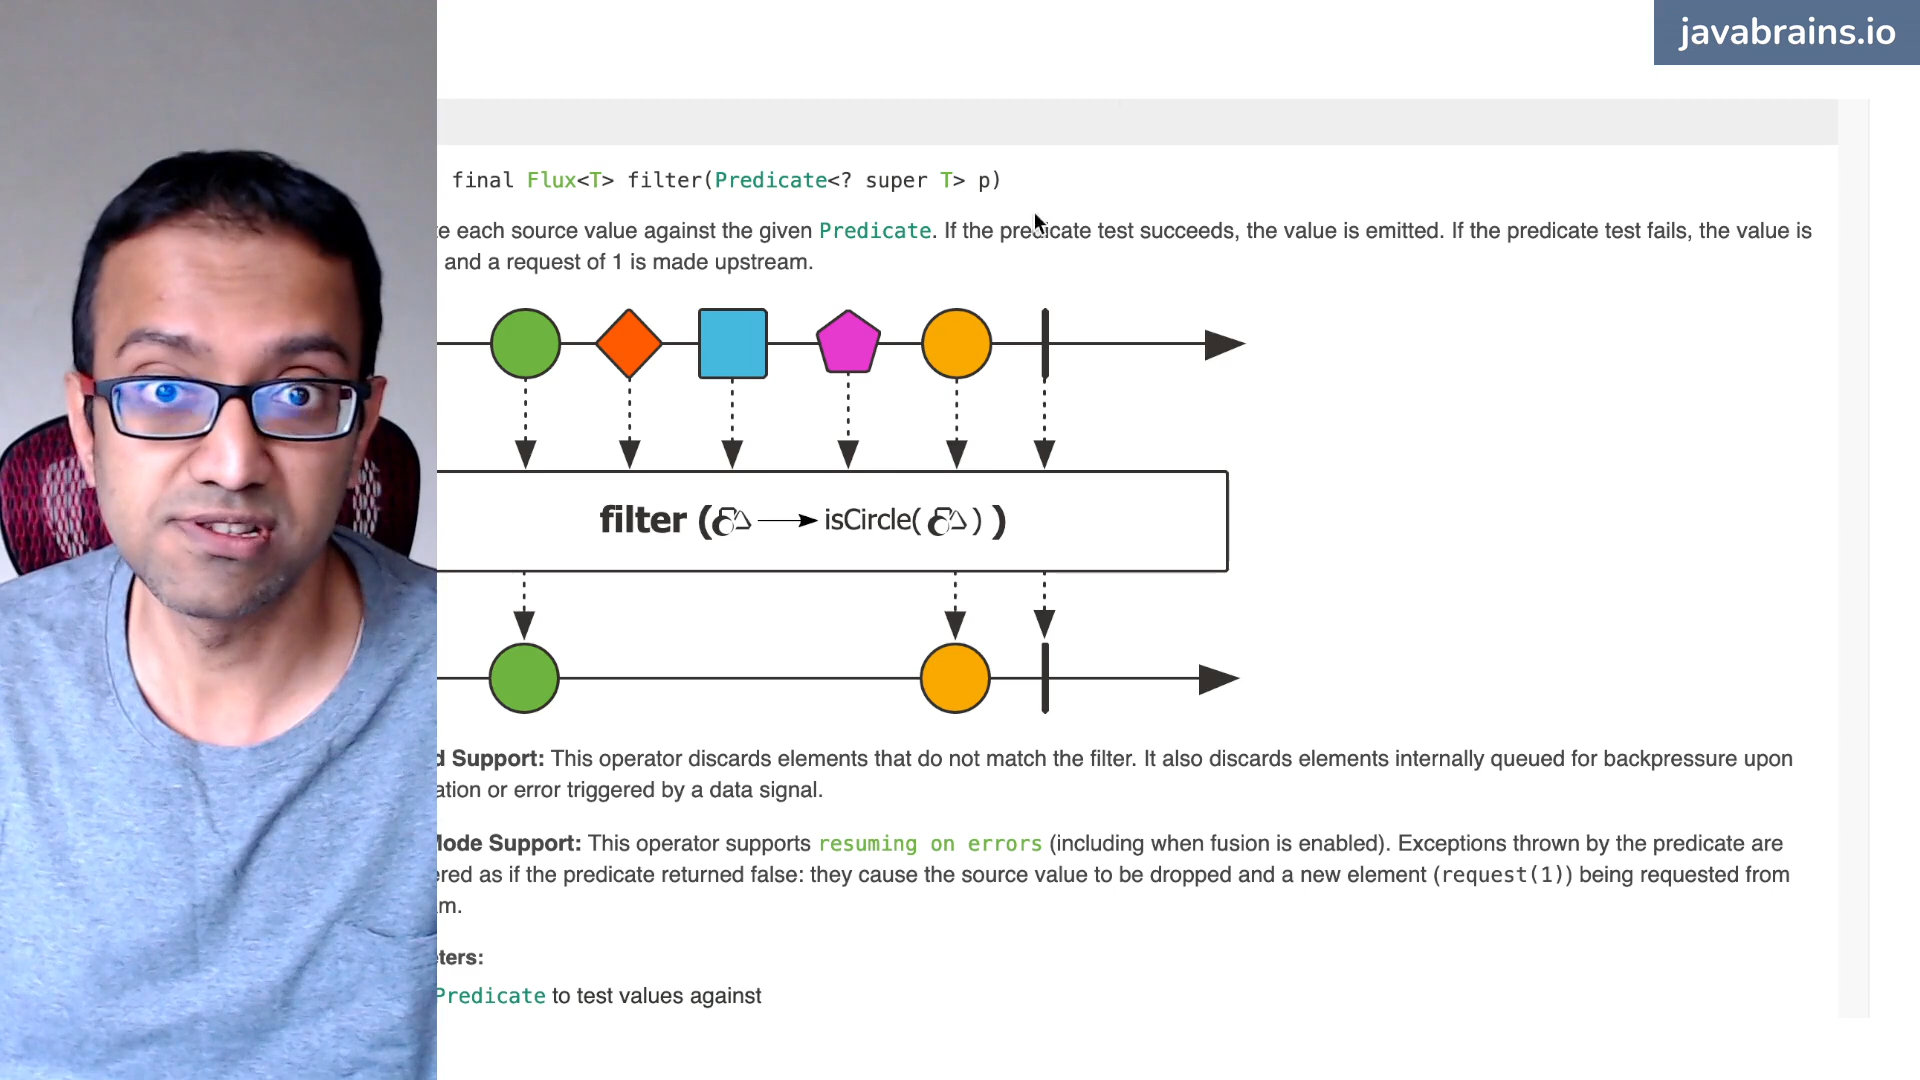 javabrains.io
final Flux<T> filter(Predicate<? super T> p)
each source value against the given Predicate. If the predicate test succeeds, the value is emitted. If the predicate test fails, the value is
and a request of 1 is made upstream.
filter ( isCircle( ) )
Support: This operator discards elements that do not match the filter. It also discards elements internally queued for backpressure upon
or error triggered by a data signal.
Support: This operator supports resuming on errors (including when fusion is enabled). Exceptions thrown by the predicate are
as if the predicate returned false: they cause the source value to be dropped and a new element (request(1)) being requested from
Predicate to test values against